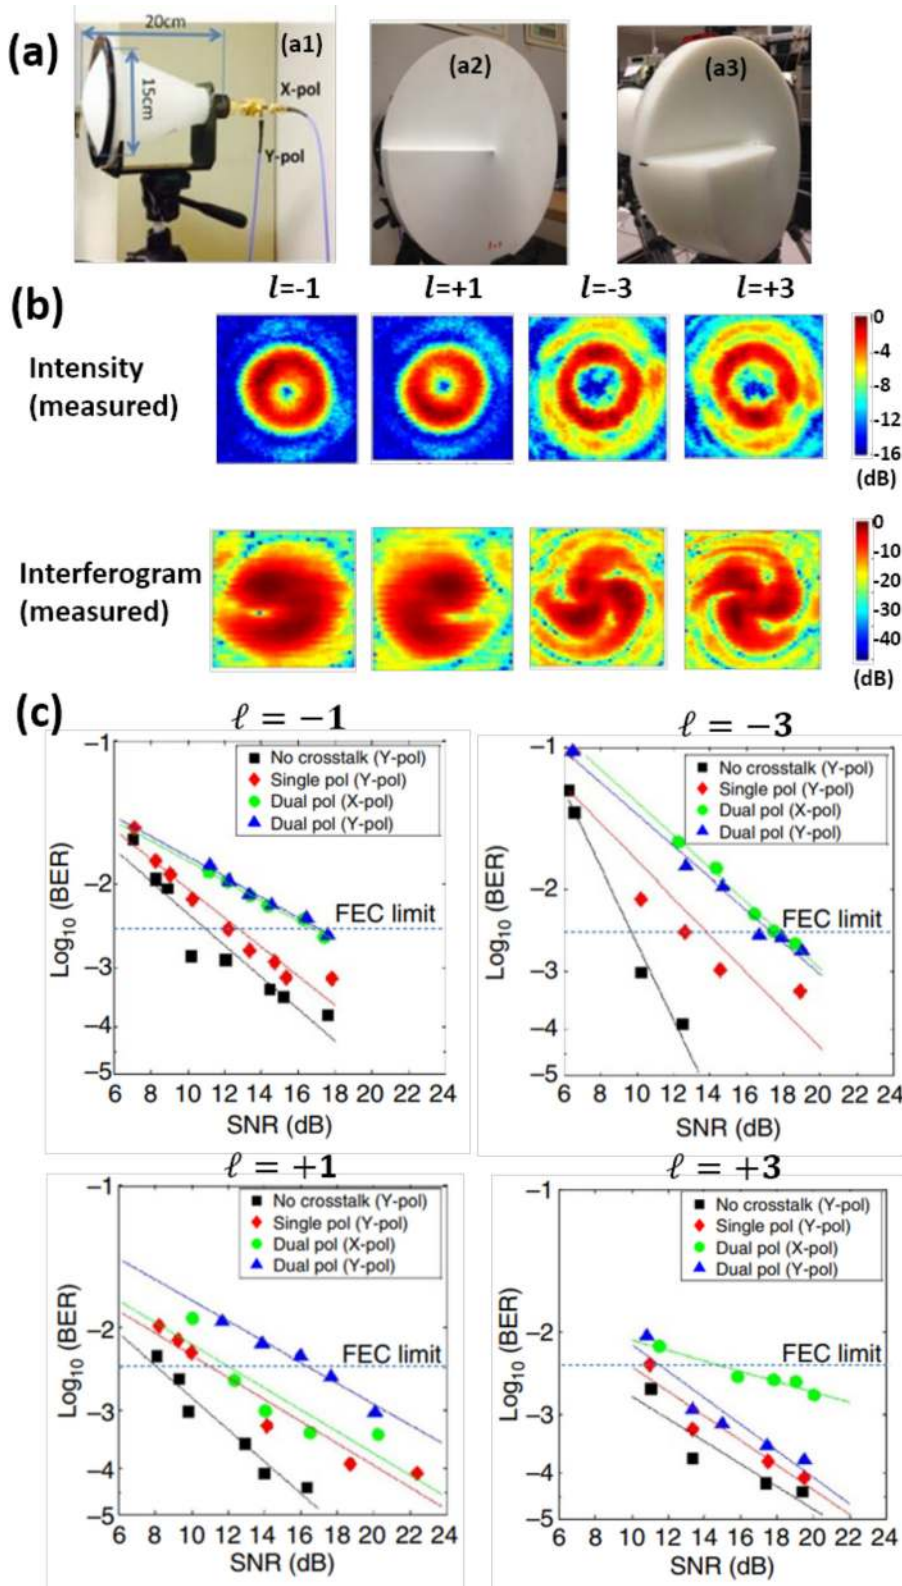 (a)
20cm
(a1)
15cm
X-pol
Y-pol
(a2)
(a3)
(b)
l=-1
l=+1
l=-3
l=+3
Intensity
(measured)
0
-4
-8
-12
-16
(dB)
Interferogram
(measured)
0
-10
-20
-30
-40
(dB)
(c)
ℓ = −1
No crosstalk (Y-pol)
Single pol (Y-pol)
Dual pol (X-pol)
Dual pol (Y-pol)
FEC limit
Log10 (BER)
−1
−2
−3
−4
−5
6 8 10 12 14 16 18 20 22 24
SNR (dB)
ℓ = −3
No crosstalk (Y-pol)
Single pol (Y-pol)
Dual pol (X-pol)
Dual pol (Y-pol)
FEC limit
Log10 (BER)
−1
−2
−3
−4
−5
6 8 10 12 14 16 18 20 22 24
SNR (dB)
ℓ = +1
No crosstalk (Y-pol)
Single pol (Y-pol)
Dual pol (X-pol)
Dual pol (Y-pol)
FEC limit
Log10 (BER)
−1
−2
−3
−4
−5
6 8 10 12 14 16 18 20 22 24
SNR (dB)
ℓ = +3
No crosstalk (Y-pol)
Single pol (Y-pol)
Dual pol (X-pol)
Dual pol (Y-pol)
FEC limit
Log10 (BER)
−1
−2
−3
−4
−5
6 8 10 12 14 16 18 20 22 24
SNR (dB)